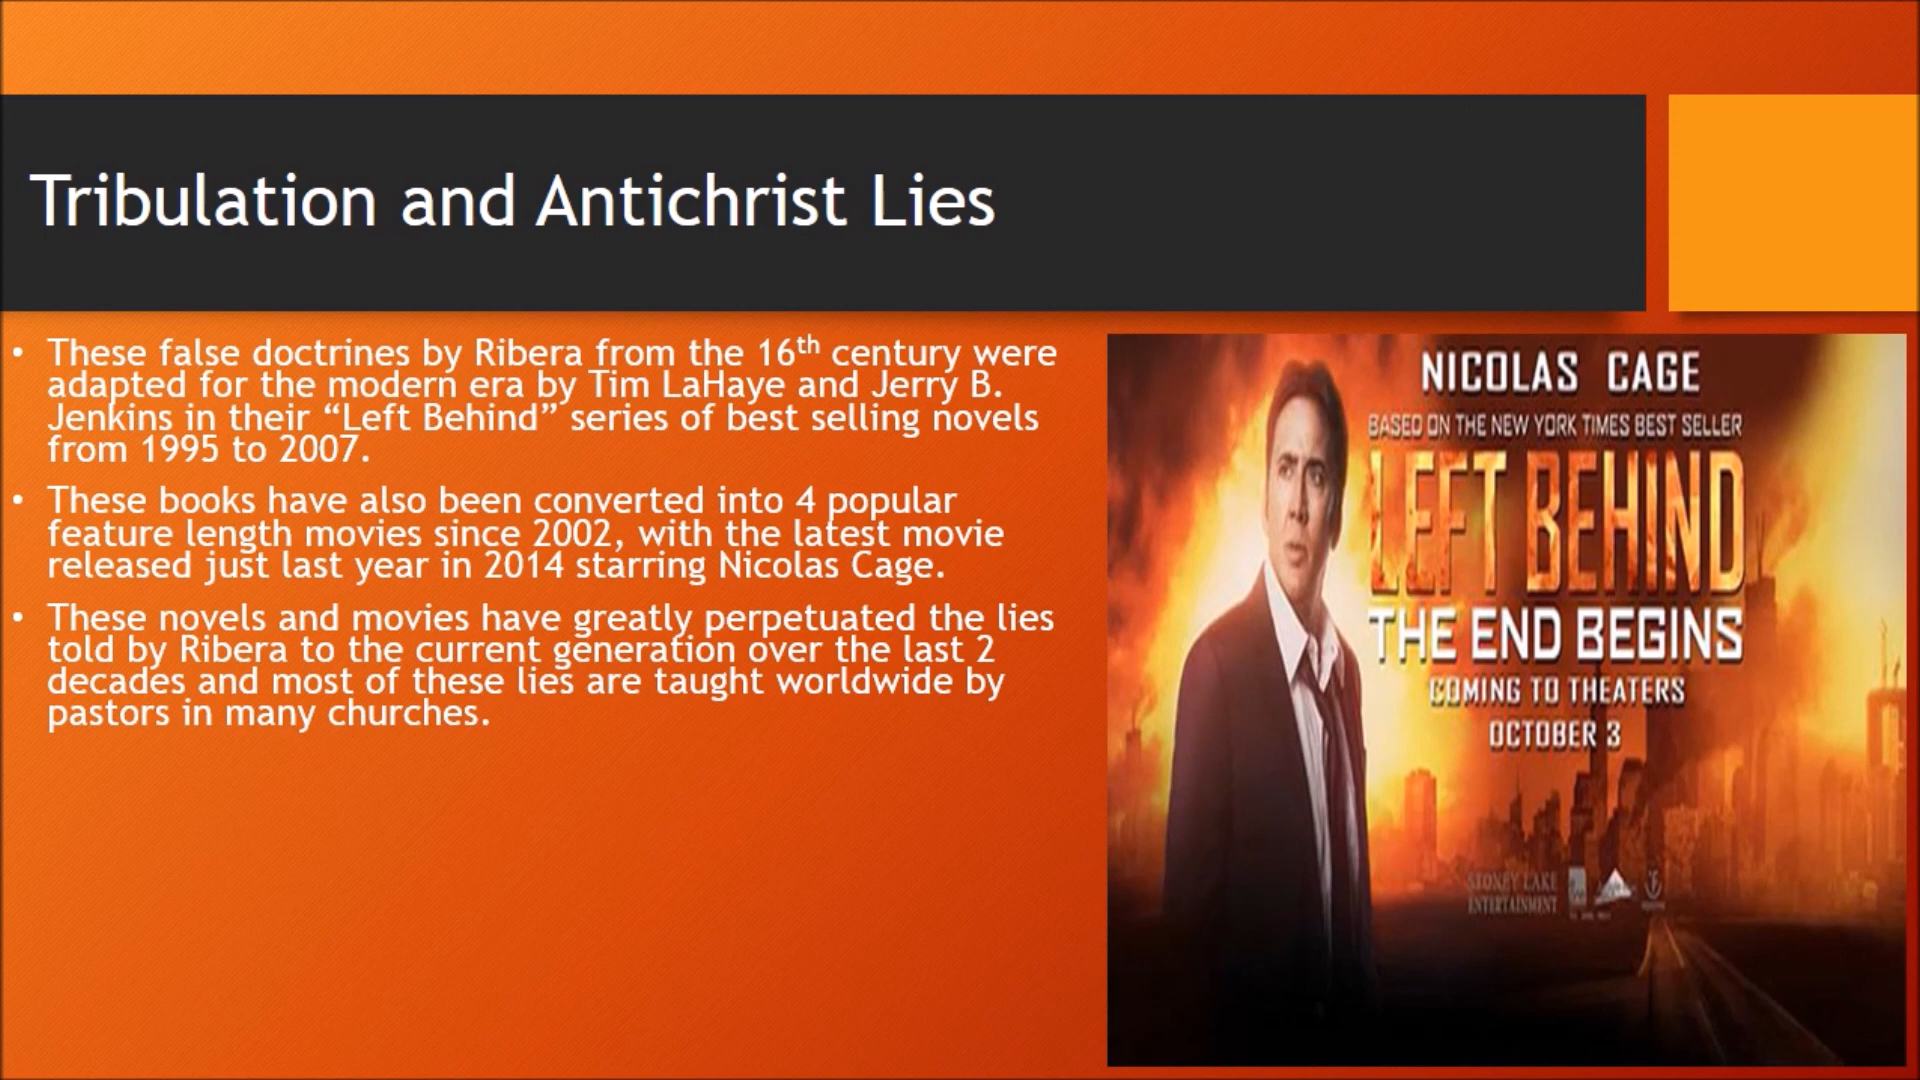 Tribulation and Antichrist Lies
• These false doctrines by Ribera from the 16th century were
adapted for the modern era by Tim LaHaye and Jerry B.
Jenkins in their “Left Behind” series of best selling novels
from 1995 to 2007.
• These books have also been converted into 4 popular
feature length movies since 2002, with the latest movie
released just last year in 2014 starring Nicolas Cage.
• These novels and movies have greatly perpetuated the lies
told by Ribera to the current generation over the last 2
decades and most of these lies are taught worldwide by
pastors in many churches.
NICOLAS CAGE
BASED ON THE NEW YORK TIMES BEST SELLER
LEFT BEHIND
THE END BEGINS
COMING TO THEATERS
OCTOBER 3
STONEY LAKE
ENTERTAINMENT